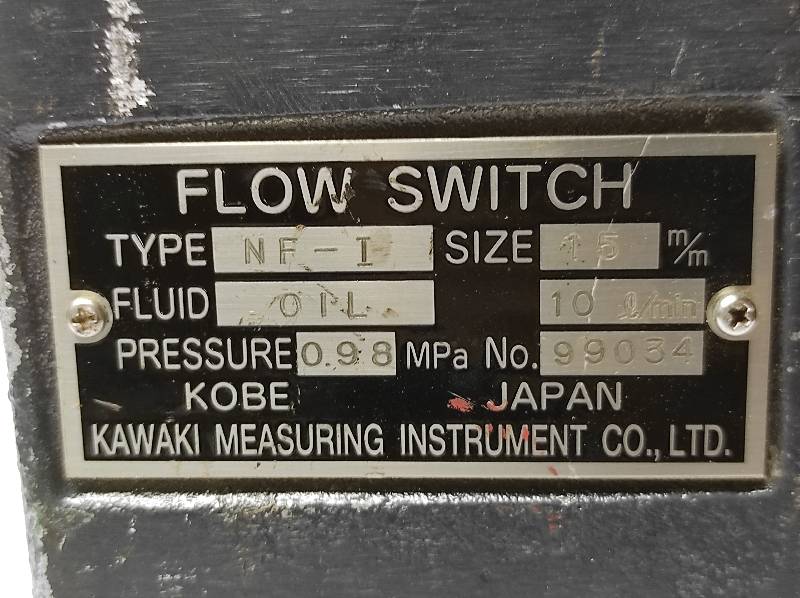 FLOW SWITCH
TYPE NF-I SIZE 15 m/m
FLUID OIL 10 ℓ/min
PRESSURE 0.98 MPa No. 99034
KOBE JAPAN
KAWAKI MEASURING INSTRUMENT CO., LTD.